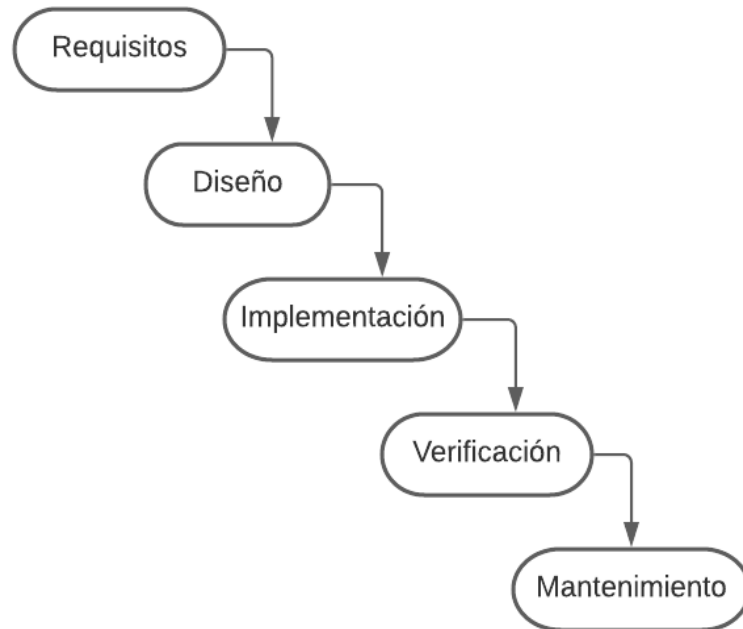 Requisitos
Diseño
Implementación
Verificación
Mantenimiento